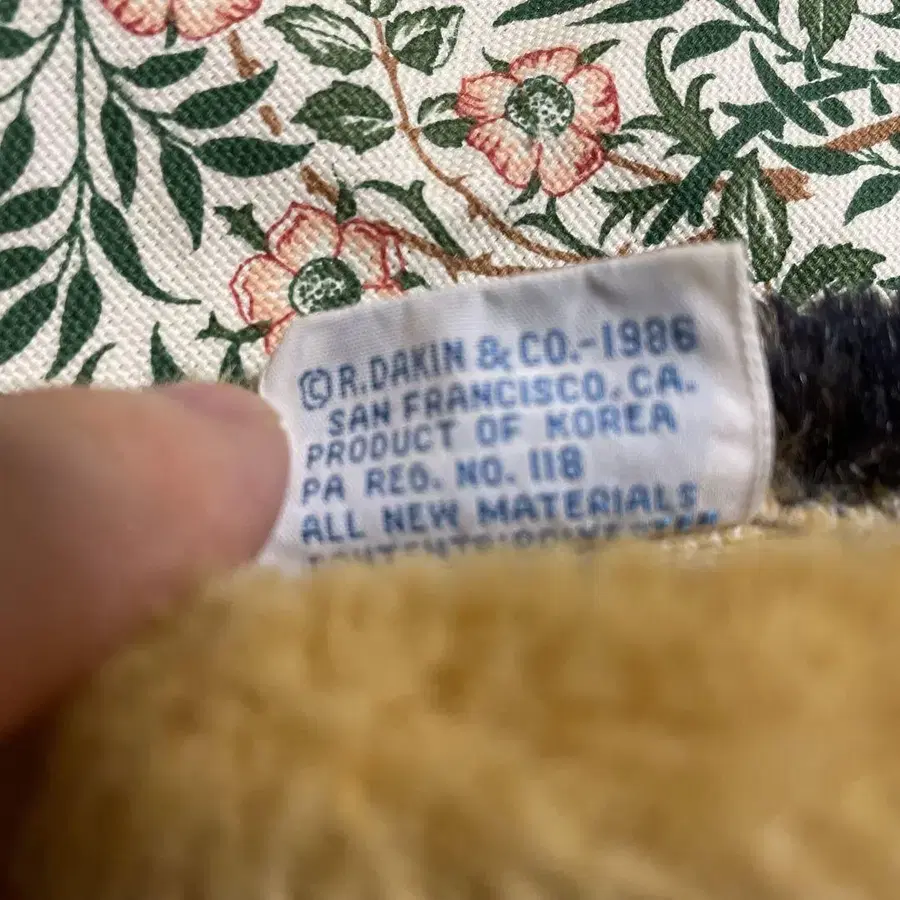 ©R. DAKIN & CO.-1986
SAN FRANCISCO, CA.
PRODUCT OF KOREA
PA REG. NO. 118
ALL NEW MATERIALS